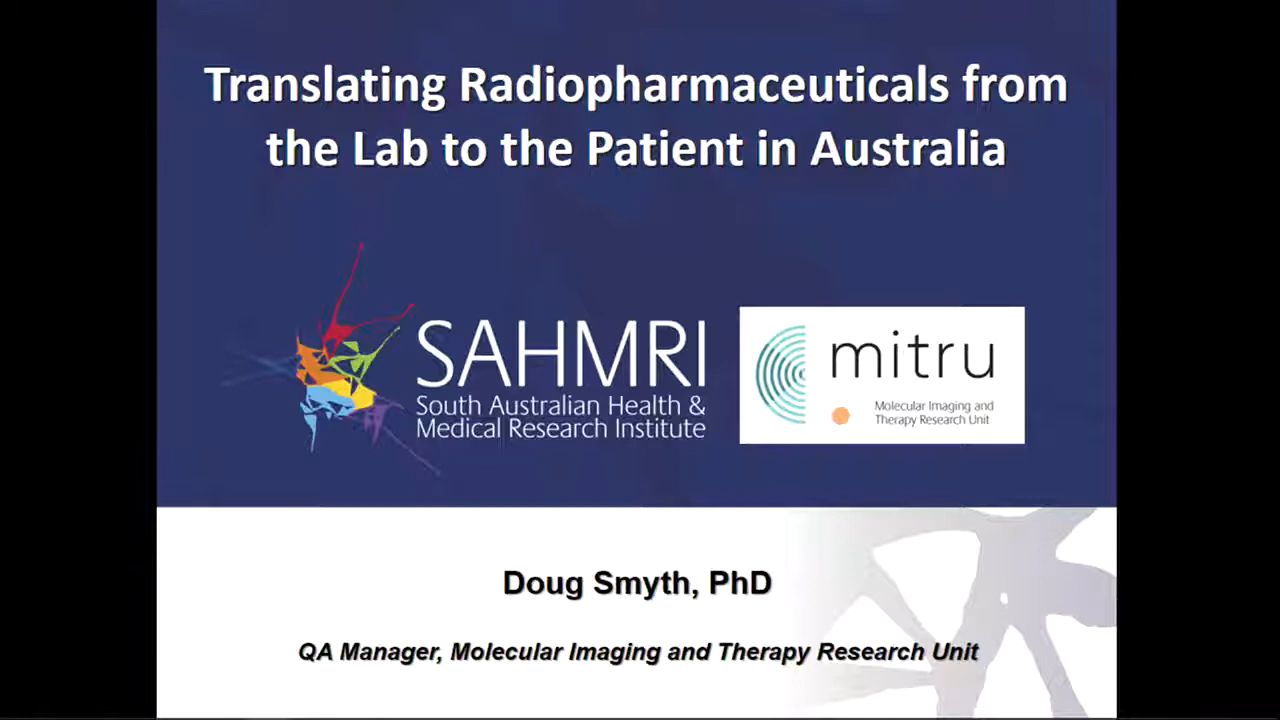 Translating Radiopharmaceuticals from
the Lab to the Patient in Australia
SAHMRI
South Australian Health &
Medical Research Institute
mitru
Molecular Imaging and
Therapy Research Unit
Doug Smyth, PhD
QA Manager, Molecular Imaging and Therapy Research Unit